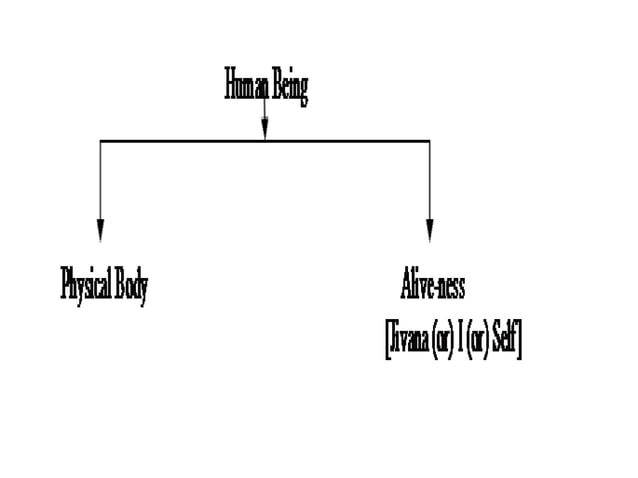 Human Being
Physical Body
Alive-ness
[Jivana (or) I (or) Self]